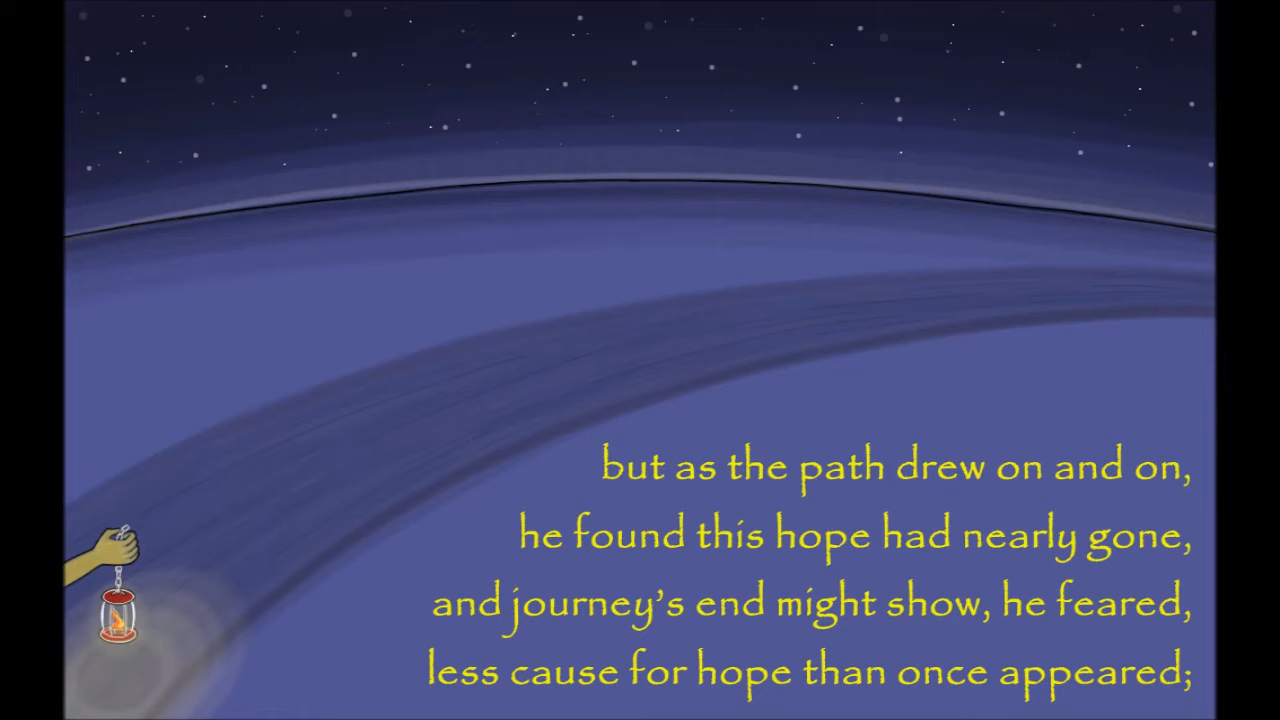 but as the path drew on and on,
he found this hope had nearly gone,
and journey’s end might show, he feared,
less cause for hope than once appeared;